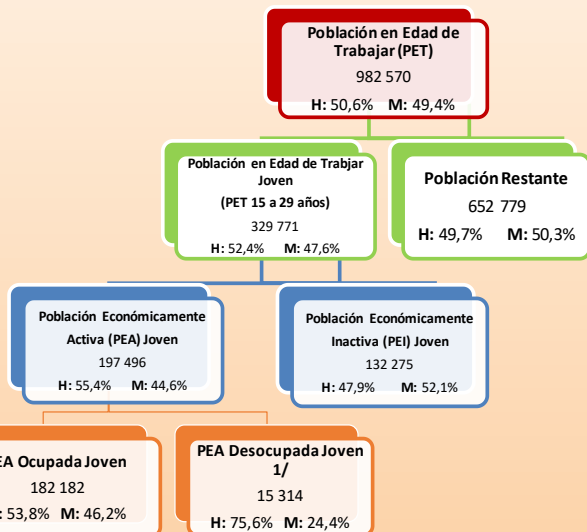 Población en Edad de
Trabajar (PET)
982 570
H: 50,6% M: 49,4%
Población en Edad de Trabjar
Joven
(PET 15 a 29 años)
329 771
H: 52,4% M: 47,6%
Población Restante
652 779
H: 49,7% M: 50,3%
Población Económicamente
Activa (PEA) Joven
197 496
H: 55,4% M: 44,6%
Población Económicamente
Inactiva (PEI) Joven
132 275
H: 47,9% M: 52,1%
EA Ocupada Joven
182 182
: 53,8% M: 46,2%
PEA Desocupada Joven
1/
15 314
H: 75,6% M: 24,4%